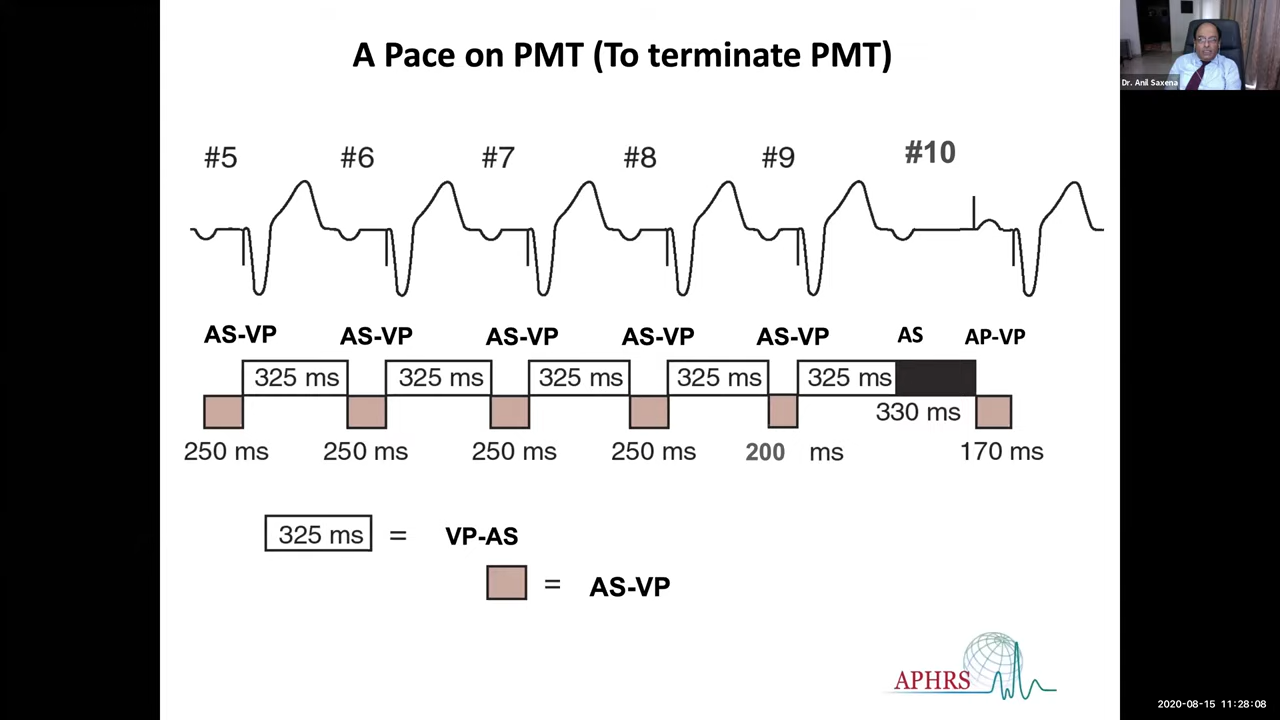 A Pace on PMT (To terminate PMT)
Dr. Anil Saxena
#5 #6 #7 #8 #9 #10
AS-VP AS-VP AS-VP AS-VP AS-VP AS AP-VP
325 ms 325 ms 325 ms 325 ms 325 ms
330 ms
250 ms 250 ms 250 ms 250 ms 200 ms 170 ms
325 ms = VP-AS
= AS-VP
APHRS
2020-08-15 11:28:08